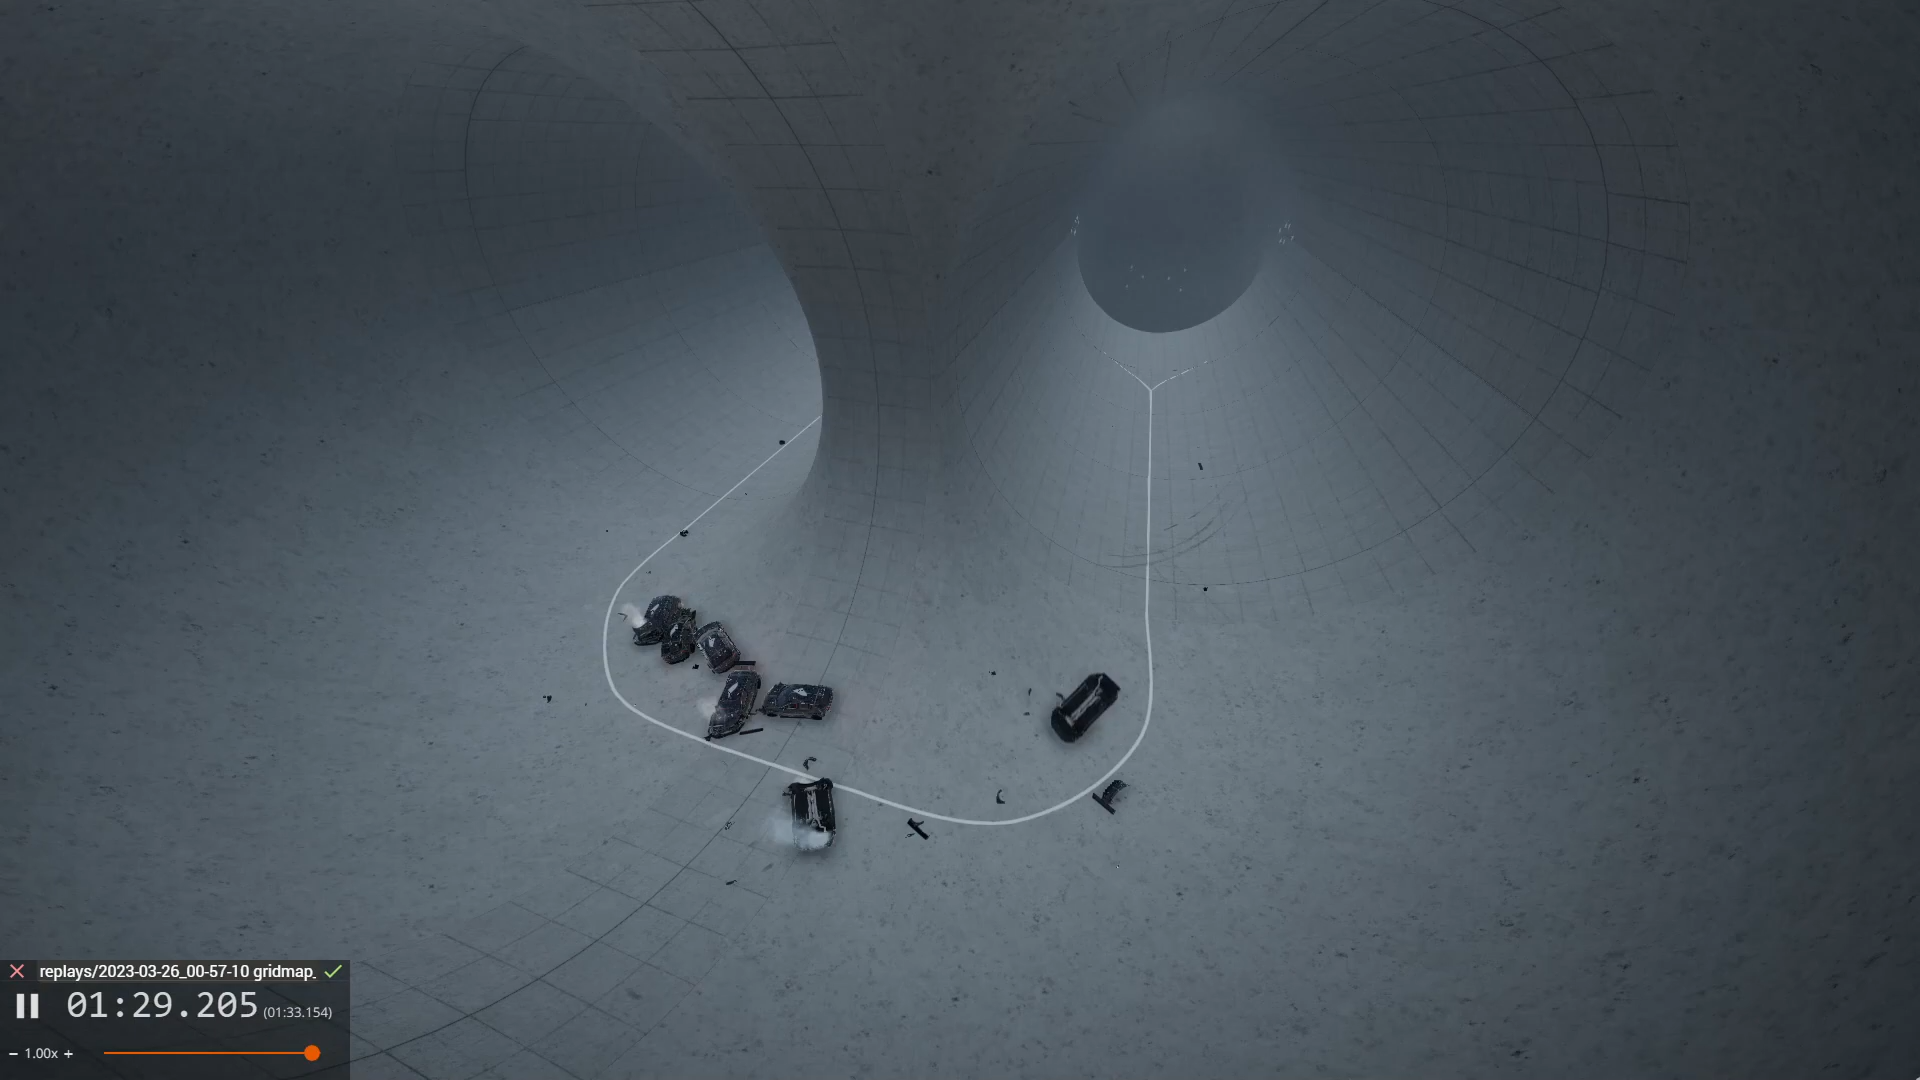 replays/2023-03-26_00-57-10 gridmap_
01:29.205 (01:33.154)
− 1.00x +